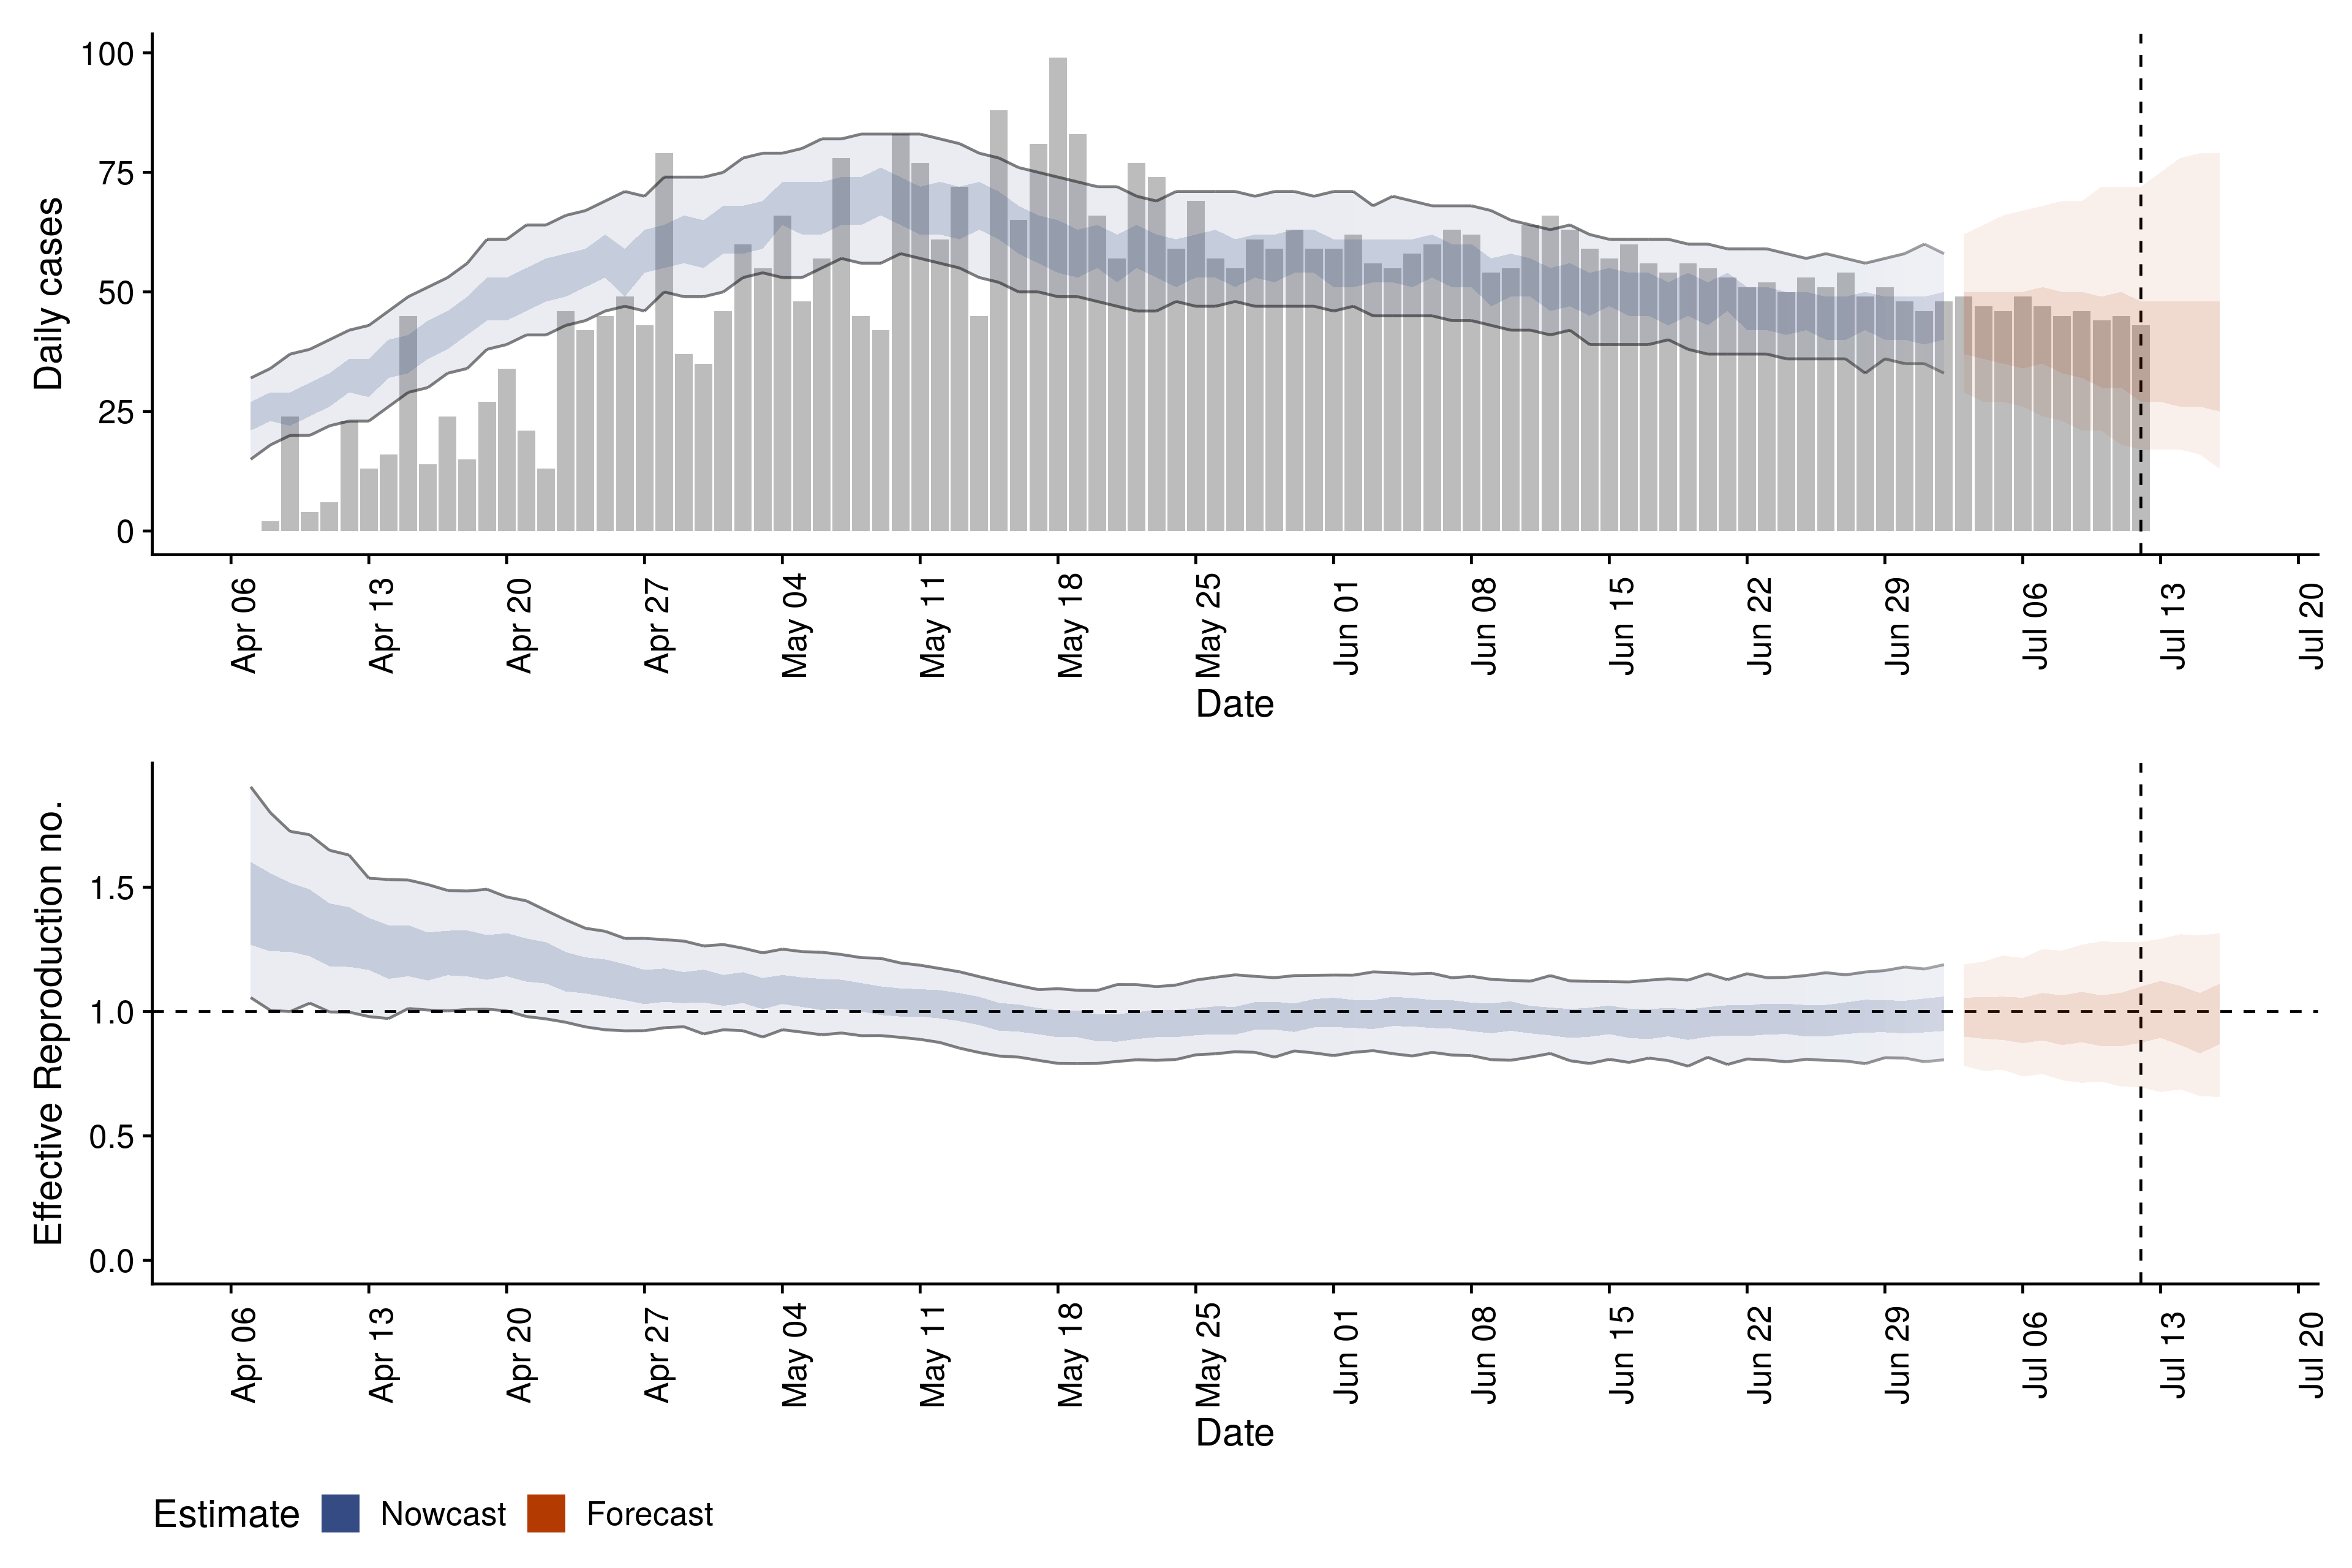 Daily cases
100
75
50
25
0
Apr 06 Apr 13 Apr 20 Apr 27 May 04 May 11 May 18 May 25 Jun 01 Jun 08 Jun 15 Jun 22 Jun 29 Jul 06 Jul 13 Jul 20
Date
Effective Reproduction no.
1.5
1.0
0.5
0.0
Apr 06 Apr 13 Apr 20 Apr 27 May 04 May 11 May 18 May 25 Jun 01 Jun 08 Jun 15 Jun 22 Jun 29 Jul 06 Jul 13 Jul 20
Date
Estimate Nowcast Forecast